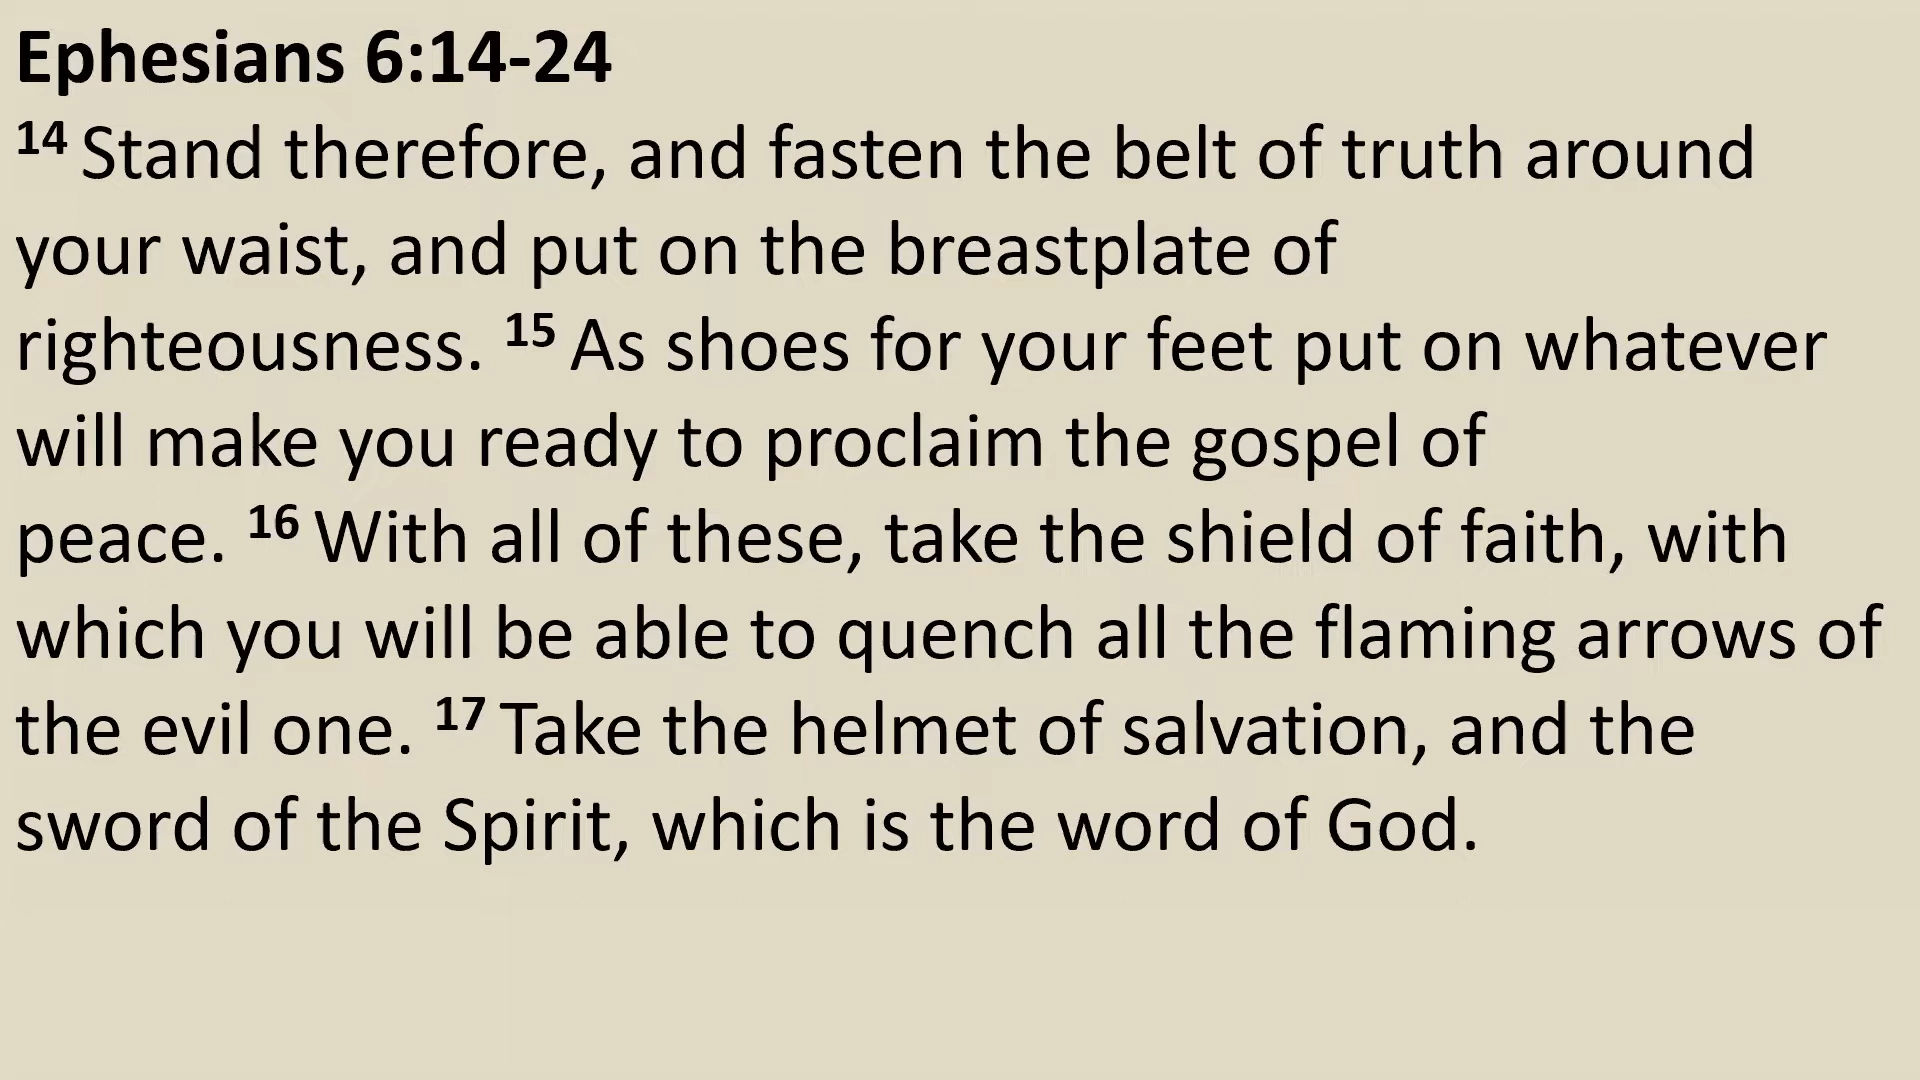 Ephesians 6:14-24
14 Stand therefore, and fasten the belt of truth around
your waist, and put on the breastplate of
righteousness. 15 As shoes for your feet put on whatever
will make you ready to proclaim the gospel of
peace. 16 With all of these, take the shield of faith, with
which you will be able to quench all the flaming arrows of
the evil one. 17 Take the helmet of salvation, and the
sword of the Spirit, which is the word of God.